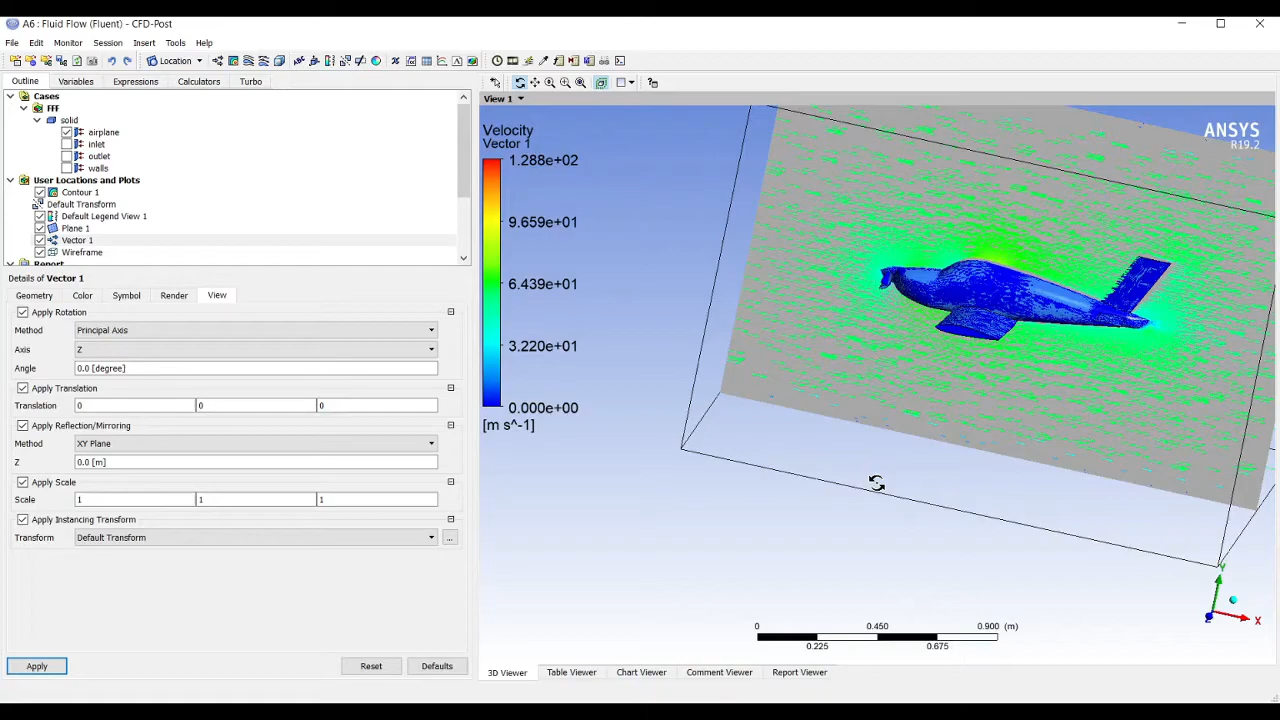 A6 : Fluid Flow (Fluent) - CFD-Post
File Edit Monitor Session Insert Tools Help
Location
Outline Variables Expressions Calculators Turbo
Cases
FFF
solid
airplane
inlet
outlet
walls
User Locations and Plots
Contour 1
Default Transform
Default Legend View 1
Plane 1
Vector 1
Wireframe
Details of Vector 1
Geometry Color Symbol Render View
Apply Rotation
Method Principal Axis
Axis Z
Angle 0.0 [degree]
Apply Translation
Translation 0 0 0
Apply Reflection/Mirroring
Method XY Plane
Z 0.0 [m]
Apply Scale
Scale 1 1 1
Apply Instancing Transform
Transform Default Transform ...
Apply Reset Defaults
View 1
Velocity
Vector 1
1.288e+02
9.659e+01
6.439e+01
3.220e+01
0.000e+00
[m s^-1]
ANSYS
R19.2
Y
X
Z
0 0.450 0.900 (m)
0.225 0.675
3D Viewer Table Viewer Chart Viewer Comment Viewer Report Viewer